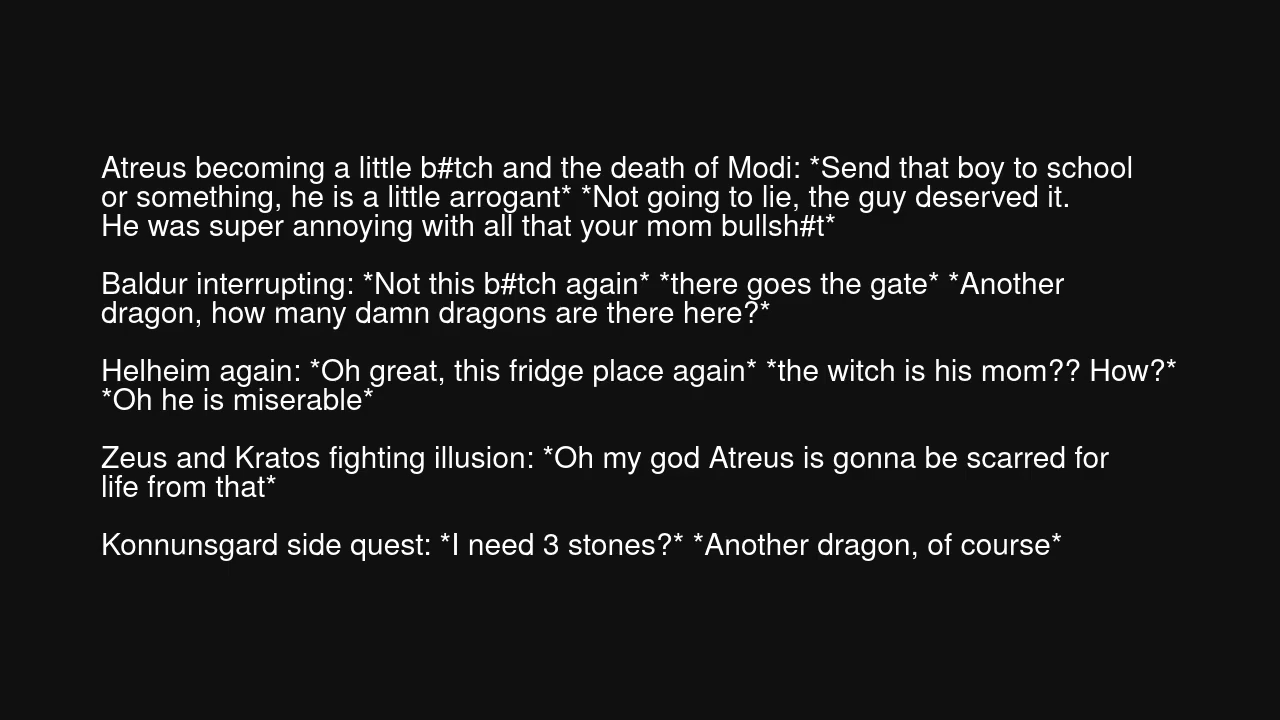 Atreus becoming a little b#tch and the death of Modi: *Send that boy to school
or something, he is a little arrogant* *Not going to lie, the guy deserved it.
He was super annoying with all that your mom bullsh#t*
Baldur interrupting: *Not this b#tch again* *there goes the gate* *Another
dragon, how many damn dragons are there here?*
Helheim again: *Oh great, this fridge place again* *the witch is his mom?? How?*
*Oh he is miserable*
Zeus and Kratos fighting illusion: *Oh my god Atreus is gonna be scarred for
life from that*
Konnunsgard side quest: *I need 3 stones?* *Another dragon, of course*